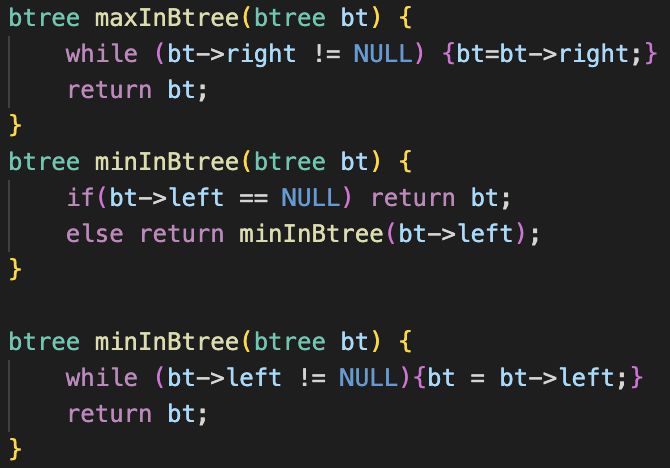 btree maxInBtree(btree bt) {
    while (bt->right != NULL) {bt=bt->right;}
    return bt;
}
btree minInBtree(btree bt) {
    if(bt->left == NULL) return bt;
    else return minInBtree(bt->left);
}

btree minInBtree(btree bt) {
    while (bt->left != NULL){bt = bt->left;}
    return bt;
}